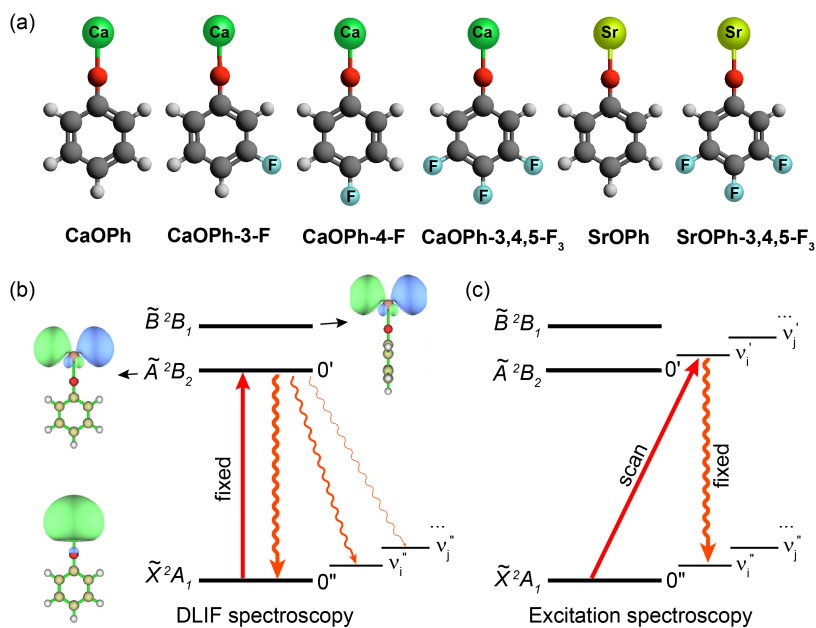 (a)
Ca Ca Ca Ca Sr Sr
F F F F F F F F
CaOPh CaOPh-3-F CaOPh-4-F CaOPh-3,4,5-F₃ SrOPh SrOPh-3,4,5-F₃
(b)
B̃ ²B₁
Ã ²B₂ 0'
fixed
X̃ ²A₁ 0" νᵢ" νⱼ" ...
DLIF spectroscopy
(c)
B̃ ²B₁ νᵢ' νⱼ' ...
Ã ²B₂ 0'
scan fixed
X̃ ²A₁ 0" νᵢ" νⱼ" ...
Excitation spectroscopy